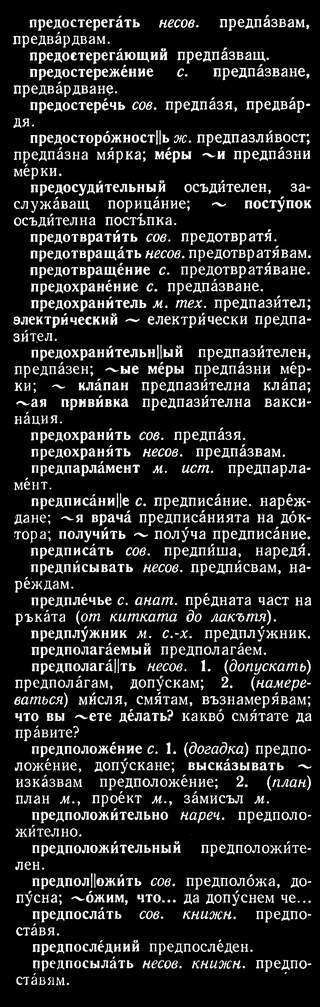 предостерега́ть несов. предпа́звам,
предва́рдвам.
предостерега́ющий предпа́зващ.
предостереже́ние с. предпа́зване,
предва́рдване.
предостере́чь сов. предпа́зя, предва́р-
дя.
предосторо́жност||ь ж. предпазли́вост;
предпа́зна мя́рка; ме́ры ~и предпа́зни
ме́рки.
предосуди́тельный осъди́телен, за-
служа́ващ порица́ние; ~ посту́пок
осъди́телна постъ́пка.
предотврати́ть сов. предотвратя́.
предотвраща́ть несов. предотвратя́вам.
предотвраще́ние с. предотвратя́ване.
предохране́ние с. предпа́зване.
предохрани́тель м. тех. предпази́тел;
электри́ческий ~ електри́чески предпа-
зи́тел.
предохрани́тельн||ый предпази́телен,
предпа́зен; ~ые ме́ры предпа́зни ме́р-
ки; ~ кла́пан предпази́телна кла́па;
~ая приви́вка предпази́телна вакси-
на́ция.
предохрани́ть сов. предпа́зя.
предохраня́ть несов. предпа́звам.
предпарла́мент м. ист. предпарла-
ме́нт.
предписа́ни||е с. предписа́ние. нареж-
дане; ~я врача́ предписа́нията на до́к-
тора; получи́ть ~ полу́ча предписа́ние.
предписа́ть сов. предпи́ша, наредя́.
предпи́сывать несов. предпи́свам, на-
ре́ждам.
предпле́чье с. анат. пре́дната част на
ръка́та (от китката до лакътя).
предплу́жник м. с.-х. предплу́жник.
предполага́емый предполага́ем.
предполага́||ть несов. 1. (допускать)
предпола́гам, допу́скам; 2. (намере-
ваться) ми́сля, смя́там, възнамеря́вам;
что вы ~ете де́лать? какво́ смя́тате да
пра́вите?
предположе́ние с. 1. (догадка) предпо-
ложе́ние, допу́скане; выска́зывать ~
изка́звам предположе́ние; 2. (план)
план м., прое́кт м., за́мисъл м.
предположи́тельно нареч. предполо-
жи́телно.
предположи́тельный предположи́те-
лен.
предпол||ожи́ть сов. предполо́жа, до-
пу́сна; ~о́жим, что... да допу́снем че...
предпосла́ть сов. книжн. предпо-
ста́вя.
предпосле́дний предпосле́ден.
предпосыла́ть несов. книжн. предпо-
ста́вям.